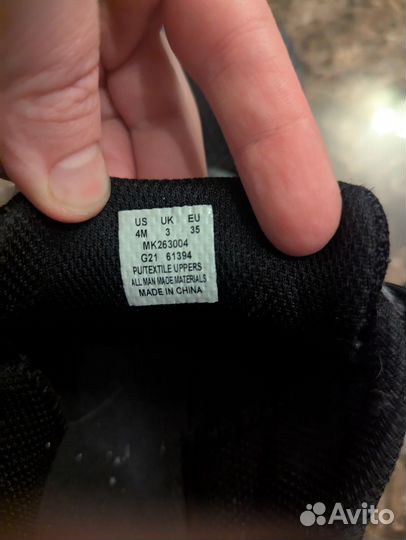 US UK EU
4M 3 35
MK263004
G21 61394
PU/TEXTILE UPPERS
ALL MAN MADE MATERIALS
MADE IN CHINA
Avito